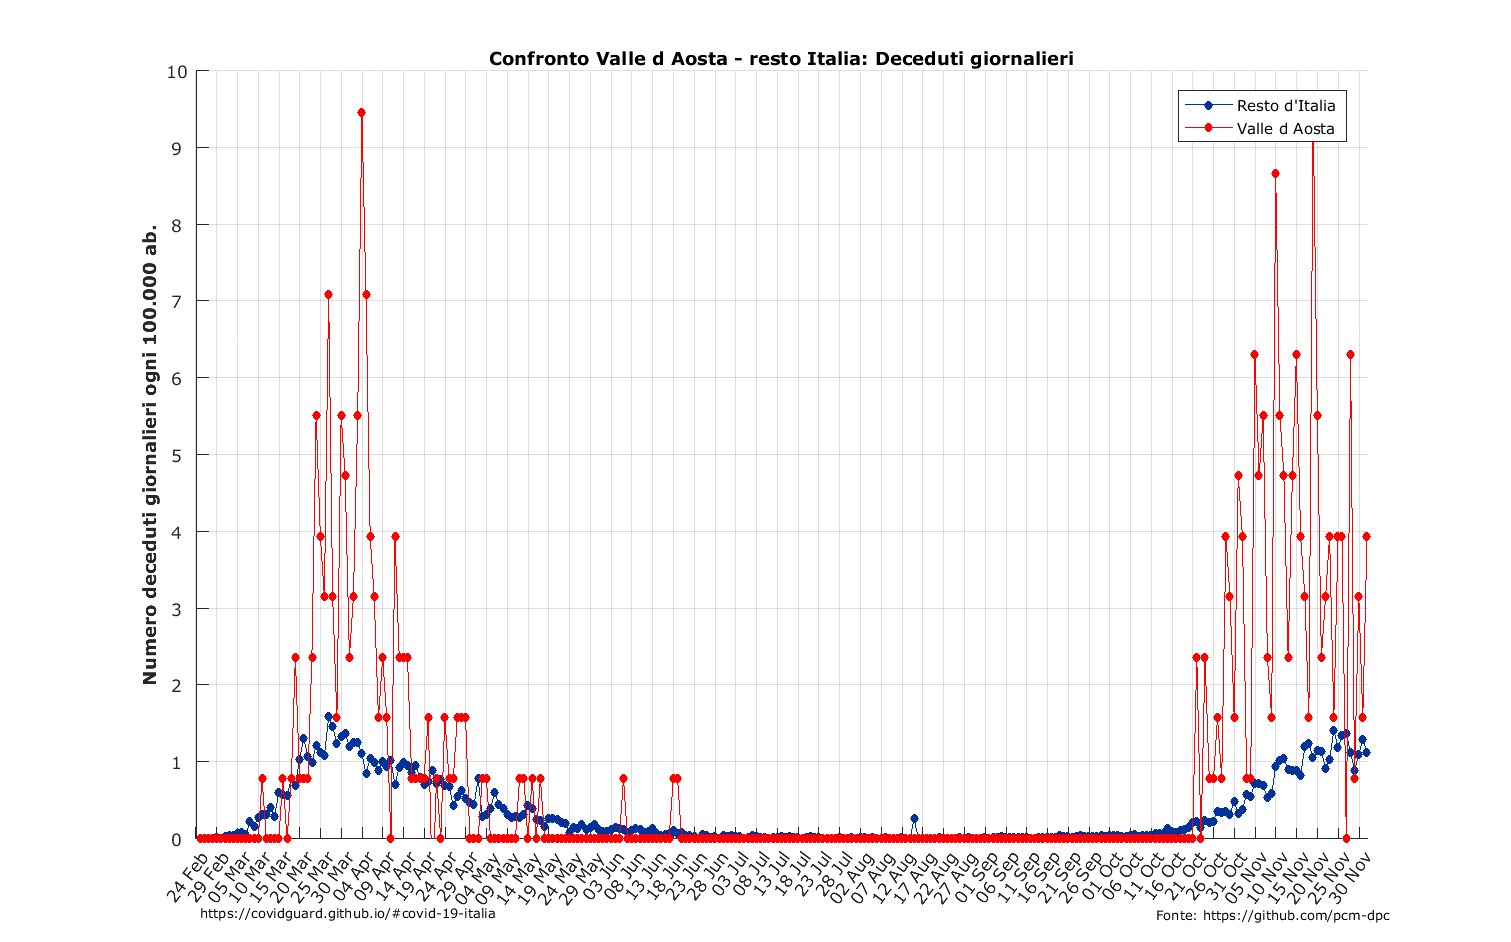 Confronto Valle d Aosta - resto Italia: Deceduti giornalieri
Numero deceduti giornalieri ogni 100.000 ab.
10
9
8
7
6
5
4
3
2
1
0
Resto d'Italia
Valle d Aosta
24 Feb
29 Feb
05 Mar
10 Mar
15 Mar
20 Mar
25 Mar
30 Mar
04 Apr
09 Apr
14 Apr
19 Apr
24 Apr
29 Apr
04 May
09 May
14 May
19 May
24 May
29 May
03 Jun
08 Jun
13 Jun
18 Jun
23 Jun
28 Jun
03 Jul
08 Jul
13 Jul
18 Jul
23 Jul
28 Jul
02 Aug
07 Aug
12 Aug
17 Aug
22 Aug
27 Aug
01 Sep
06 Sep
11 Sep
16 Sep
21 Sep
26 Sep
01 Oct
06 Oct
11 Oct
16 Oct
21 Oct
26 Oct
31 Oct
05 Nov
10 Nov
15 Nov
20 Nov
25 Nov
30 Nov
https://covidguard.github.io/#covid-19-italia
Fonte: https://github.com/pcm-dpc